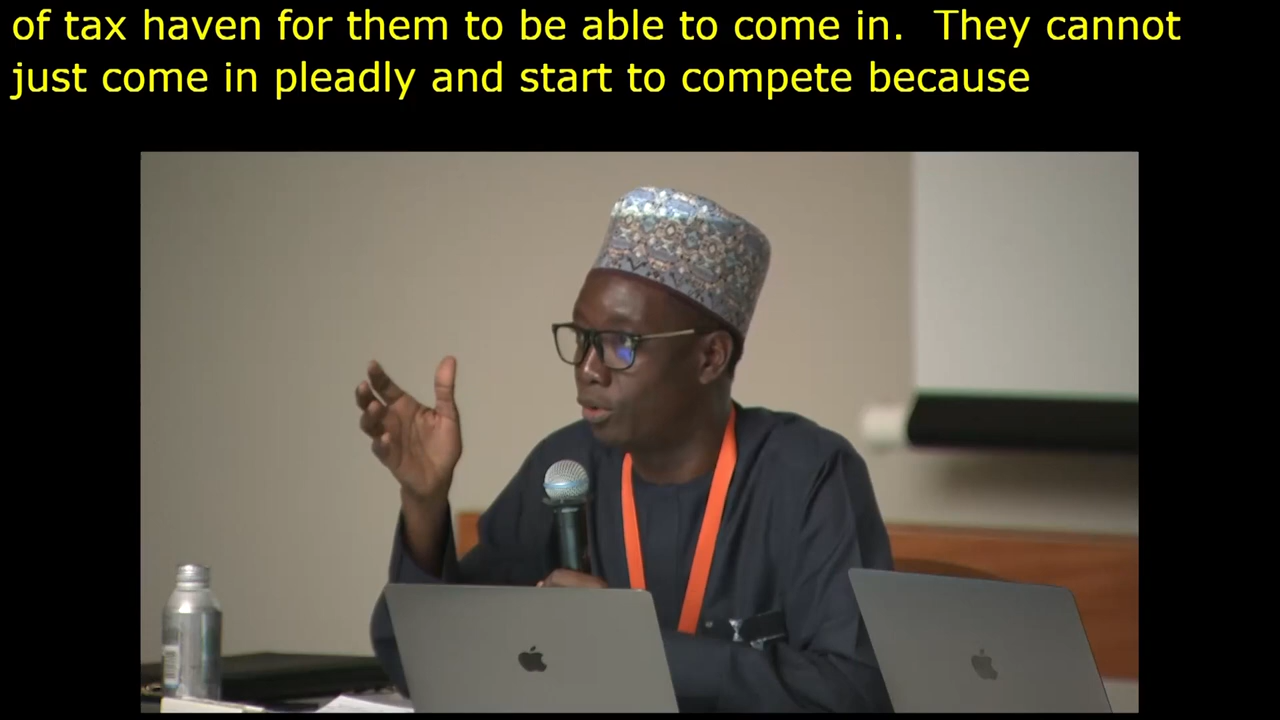 of tax haven for them to be able to come in.  They cannot
just come in pleadly and start to compete because